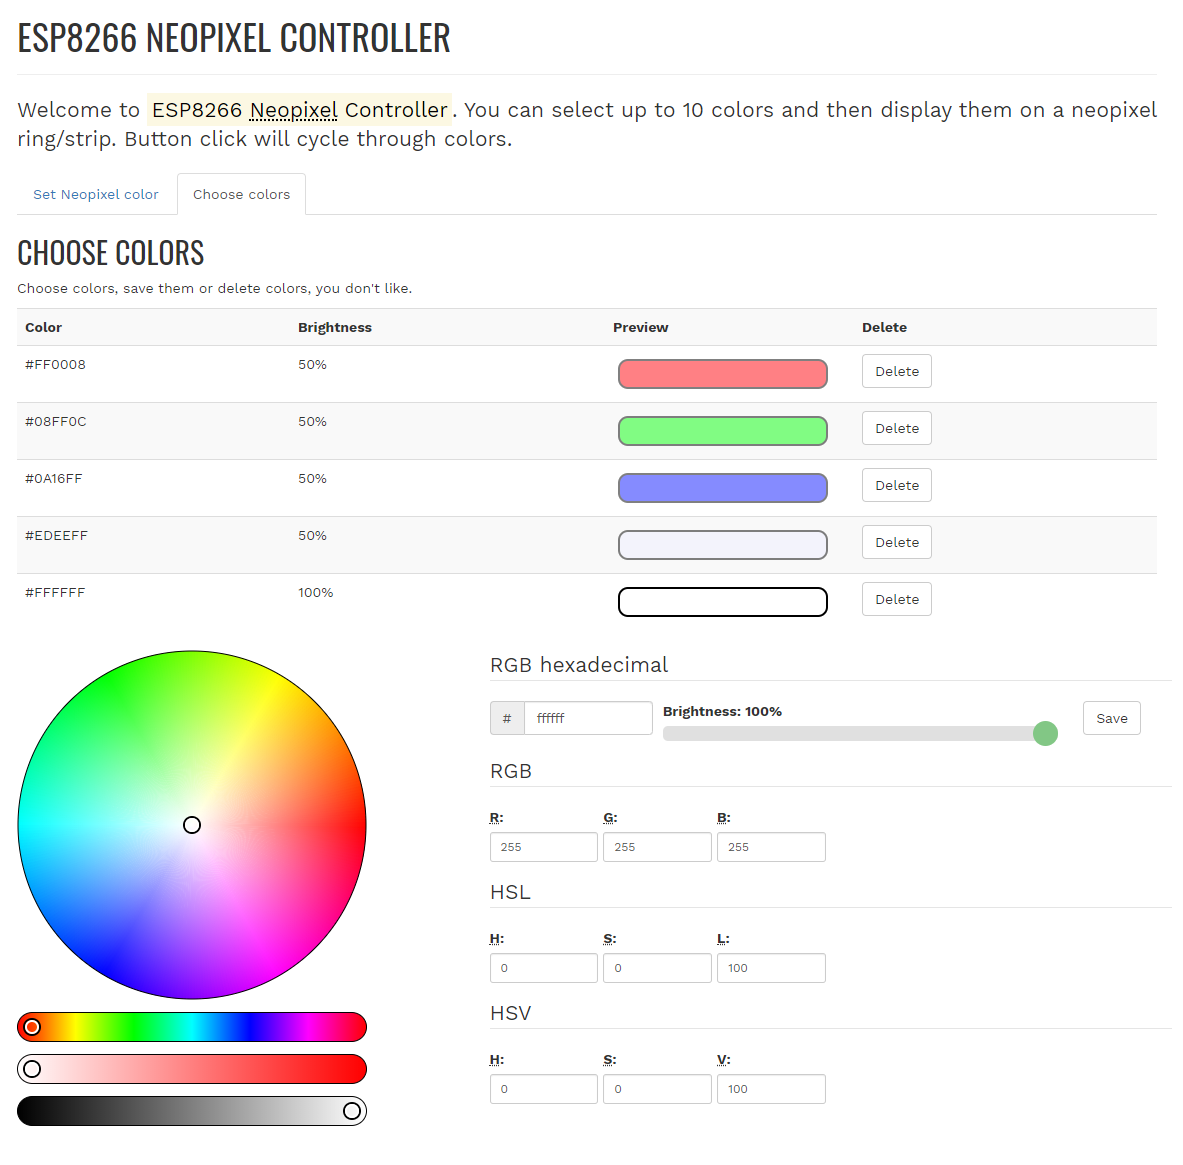 ESP8266 NEOPIXEL CONTROLLER
Welcome to ESP8266 Neopixel Controller. You can select up to 10 colors and then display them on a neopixel
ring/strip. Button click will cycle through colors.
Set Neopixel color Choose colors
CHOOSE COLORS
Choose colors, save them or delete colors, you don't like.
Color Brightness Preview Delete
#FF0008 50% Delete
#08FF0C 50% Delete
#0A16FF 50% Delete
#EDEEFF 50% Delete
#FFFFFF 100% Delete
RGB hexadecimal
# ffffff Brightness: 100% Save
RGB
R: G: B:
255 255 255
HSL
H: S: L:
0 0 100
HSV
H: S: V:
0 0 100